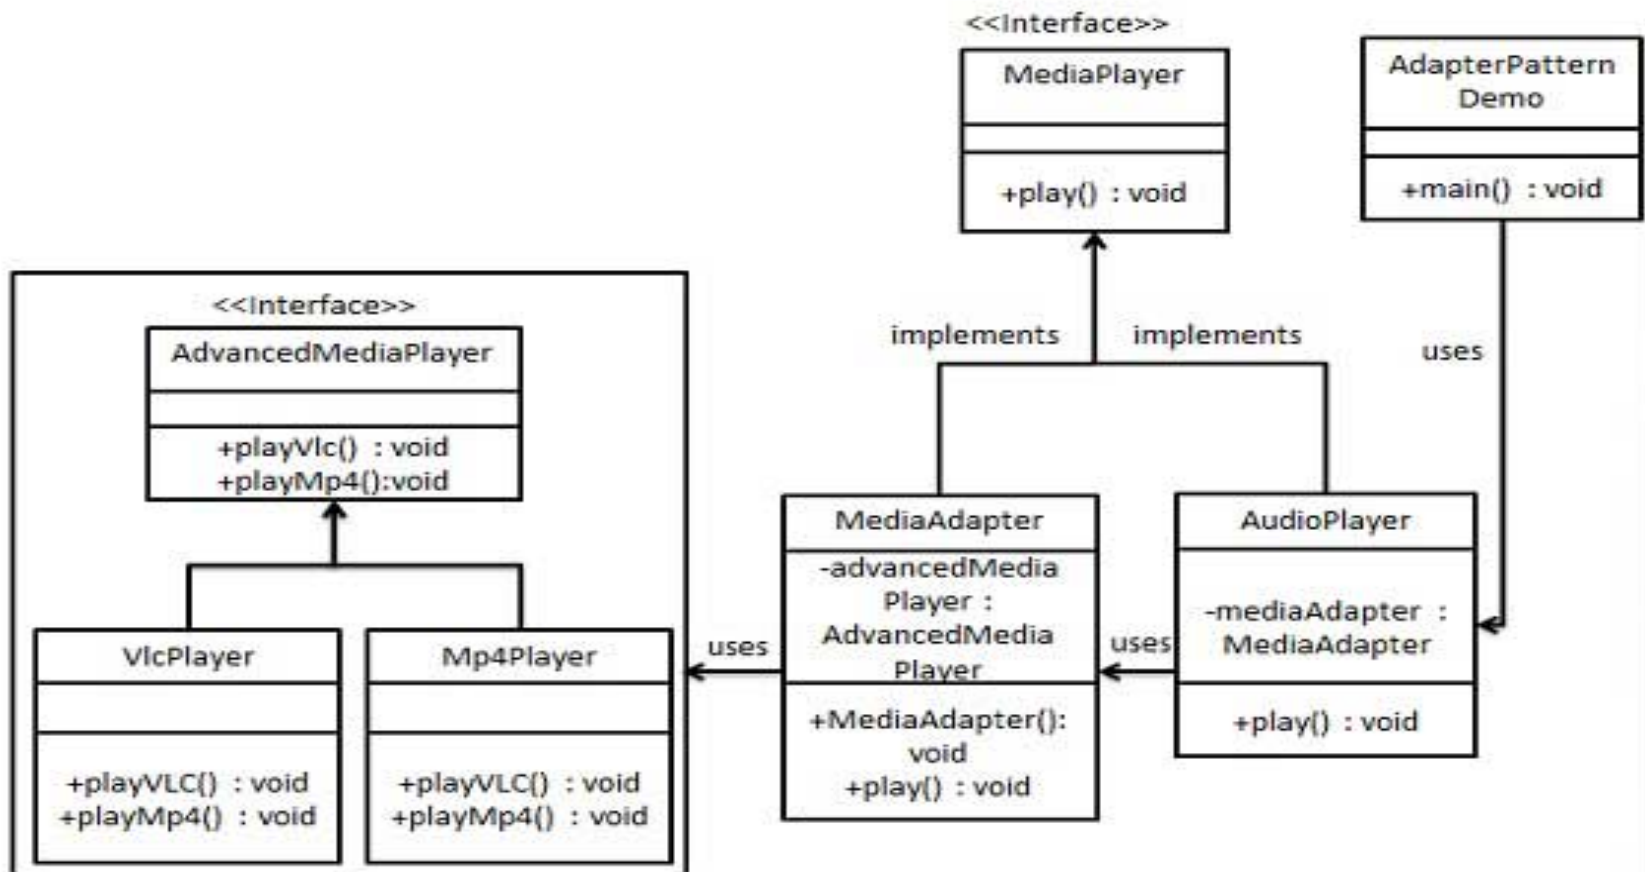 <<Interface>>
MediaPlayer
+play() : void
AdapterPattern
Demo
+main() : void
implements
implements
uses
<<Interface>>
AdvancedMediaPlayer
+playVlc() : void
+playMp4():void
VlcPlayer
+playVLC() : void
+playMp4() : void
Mp4Player
+playVLC() : void
+playMp4() : void
uses
MediaAdapter
-advancedMedia
Player :
AdvancedMedia
Player
+MediaAdapter():
void
+play() : void
uses
AudioPlayer
-mediaAdapter :
MediaAdapter
+play() : void